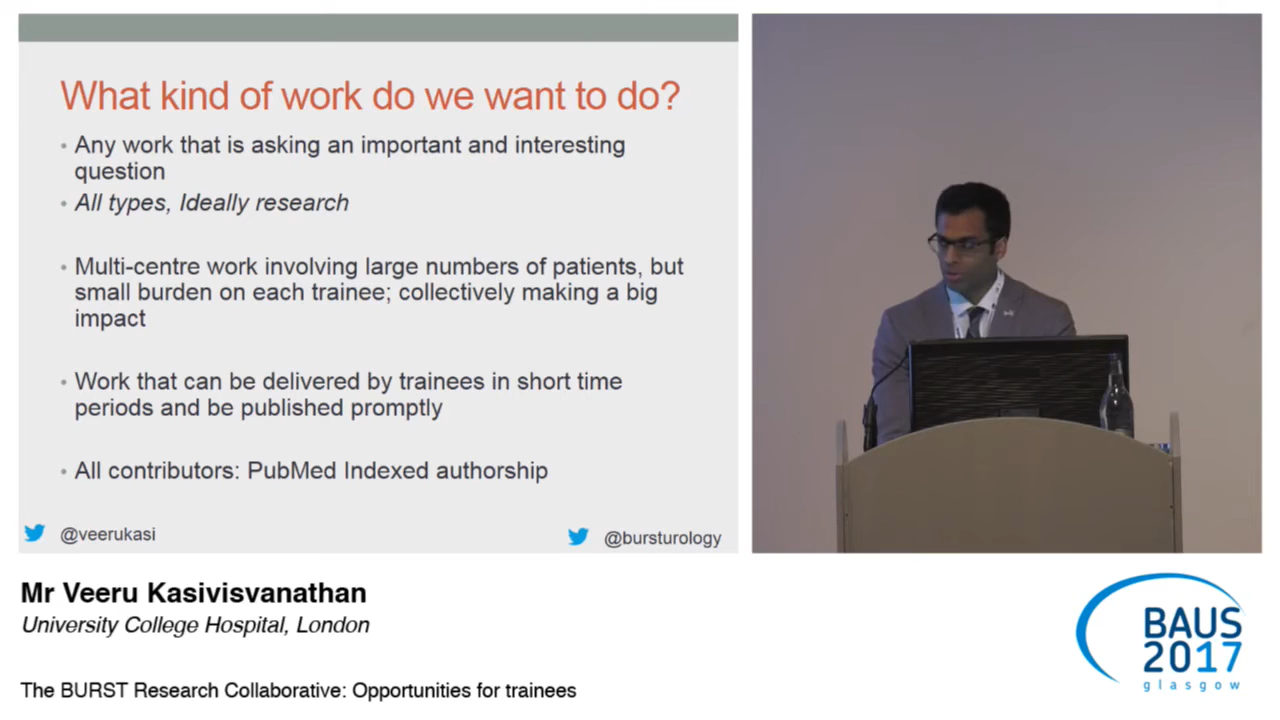 What kind of work do we want to do?
• Any work that is asking an important and interesting
question
• All types, Ideally research
• Multi-centre work involving large numbers of patients, but
small burden on each trainee; collectively making a big
impact
• Work that can be delivered by trainees in short time
periods and be published promptly
• All contributors: PubMed Indexed authorship
@veerukasi
@bursturology
Mr Veeru Kasivisvanathan
University College Hospital, London
The BURST Research Collaborative: Opportunities for trainees
BAUS
2017
glasgow